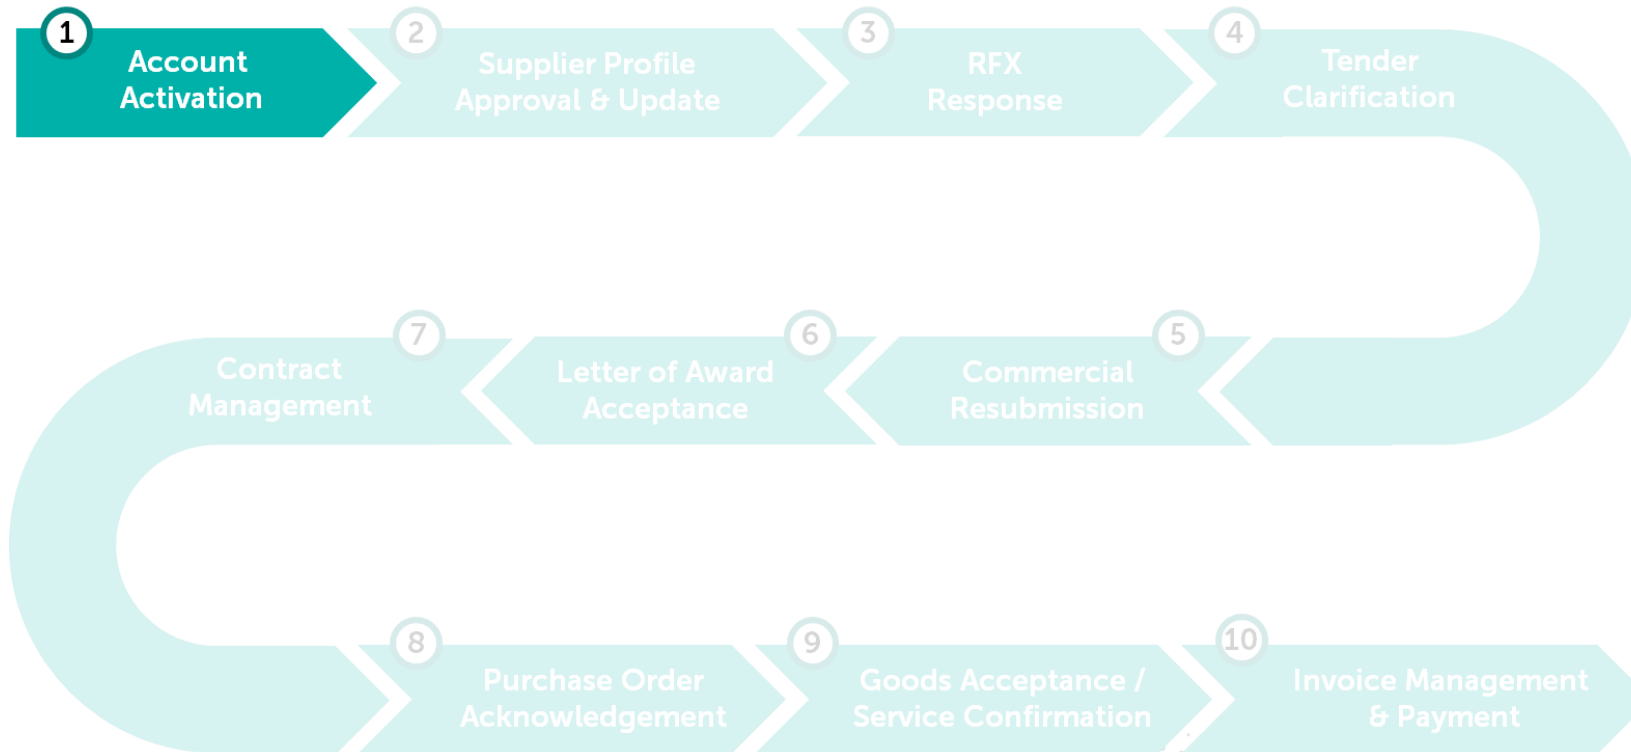 1
Account
Activation
2
Supplier Profile
Approval & Update
3
RFX
Response
4
Tender
Clarification
5
Commercial
Resubmission
6
Letter of Award
Acceptance
7
Contract
Management
8
Purchase Order
Acknowledgement
9
Goods Acceptance /
Service Confirmation
10
Invoice Management
& Payment